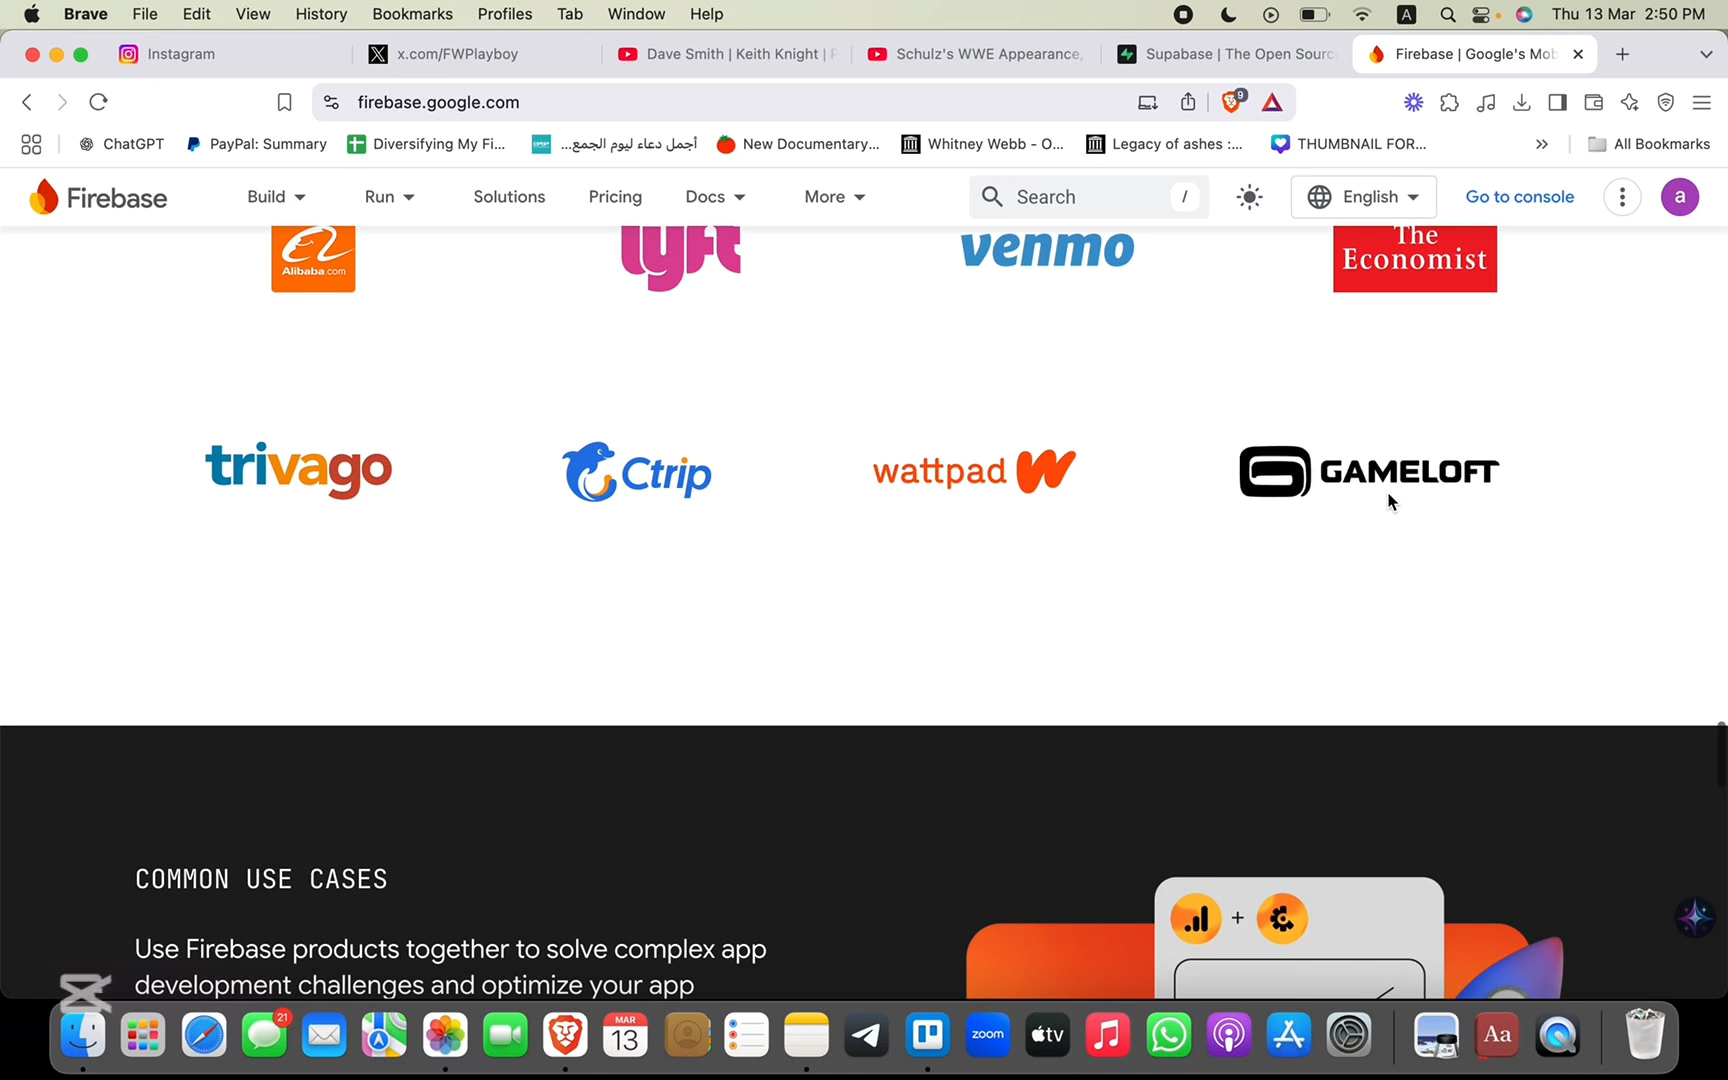 Brave File Edit View History Bookmarks Profiles Tab Window Help A Thu 13 Mar 2:50 PM
Instagram x.com/FWPlayboy Dave Smith | Keith Knight | P Schulz's WWE Appearance, Supabase | The Open Sourc Firebase | Google's Mob
firebase.google.com 9
ChatGPT PayPal: Summary Diversifying My Fi... أجمل دعاء ليوم الجمع... New Documentary... Whitney Webb - O... Legacy of ashes :... THUMBNAIL FOR... » All Bookmarks
Firebase Build Run Solutions Pricing Docs More Search / English Go to console a
Alibaba.com lyft venmo The
Economist
trivago Ctrip wattpad GAMELOFT
COMMON USE CASES
Use Firebase products together to solve complex app
development challenges and optimize your app
+
21 MAR
13 zoom tv Aa